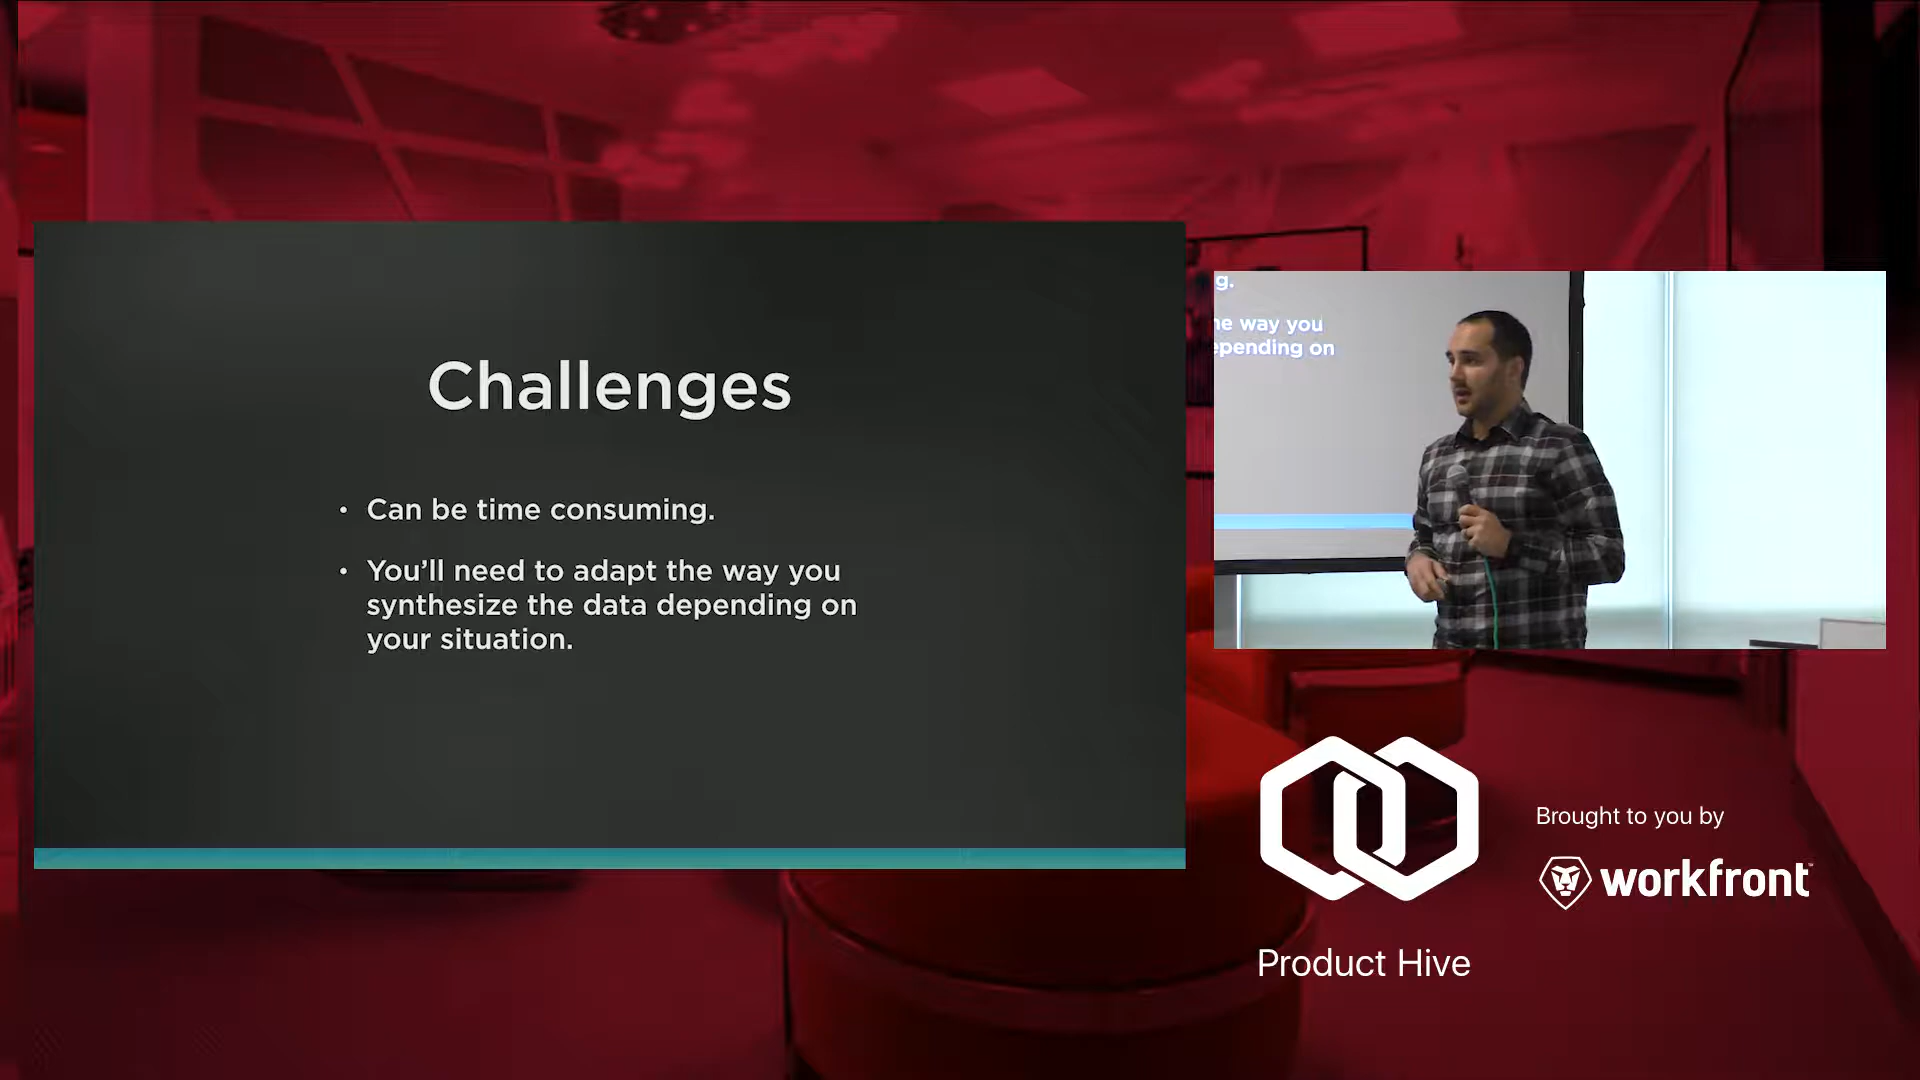 Challenges
• Can be time consuming.
• You’ll need to adapt the way you
synthesize the data depending on
your situation.
g.
he way you
epending on
Brought to you by
workfront
Product Hive